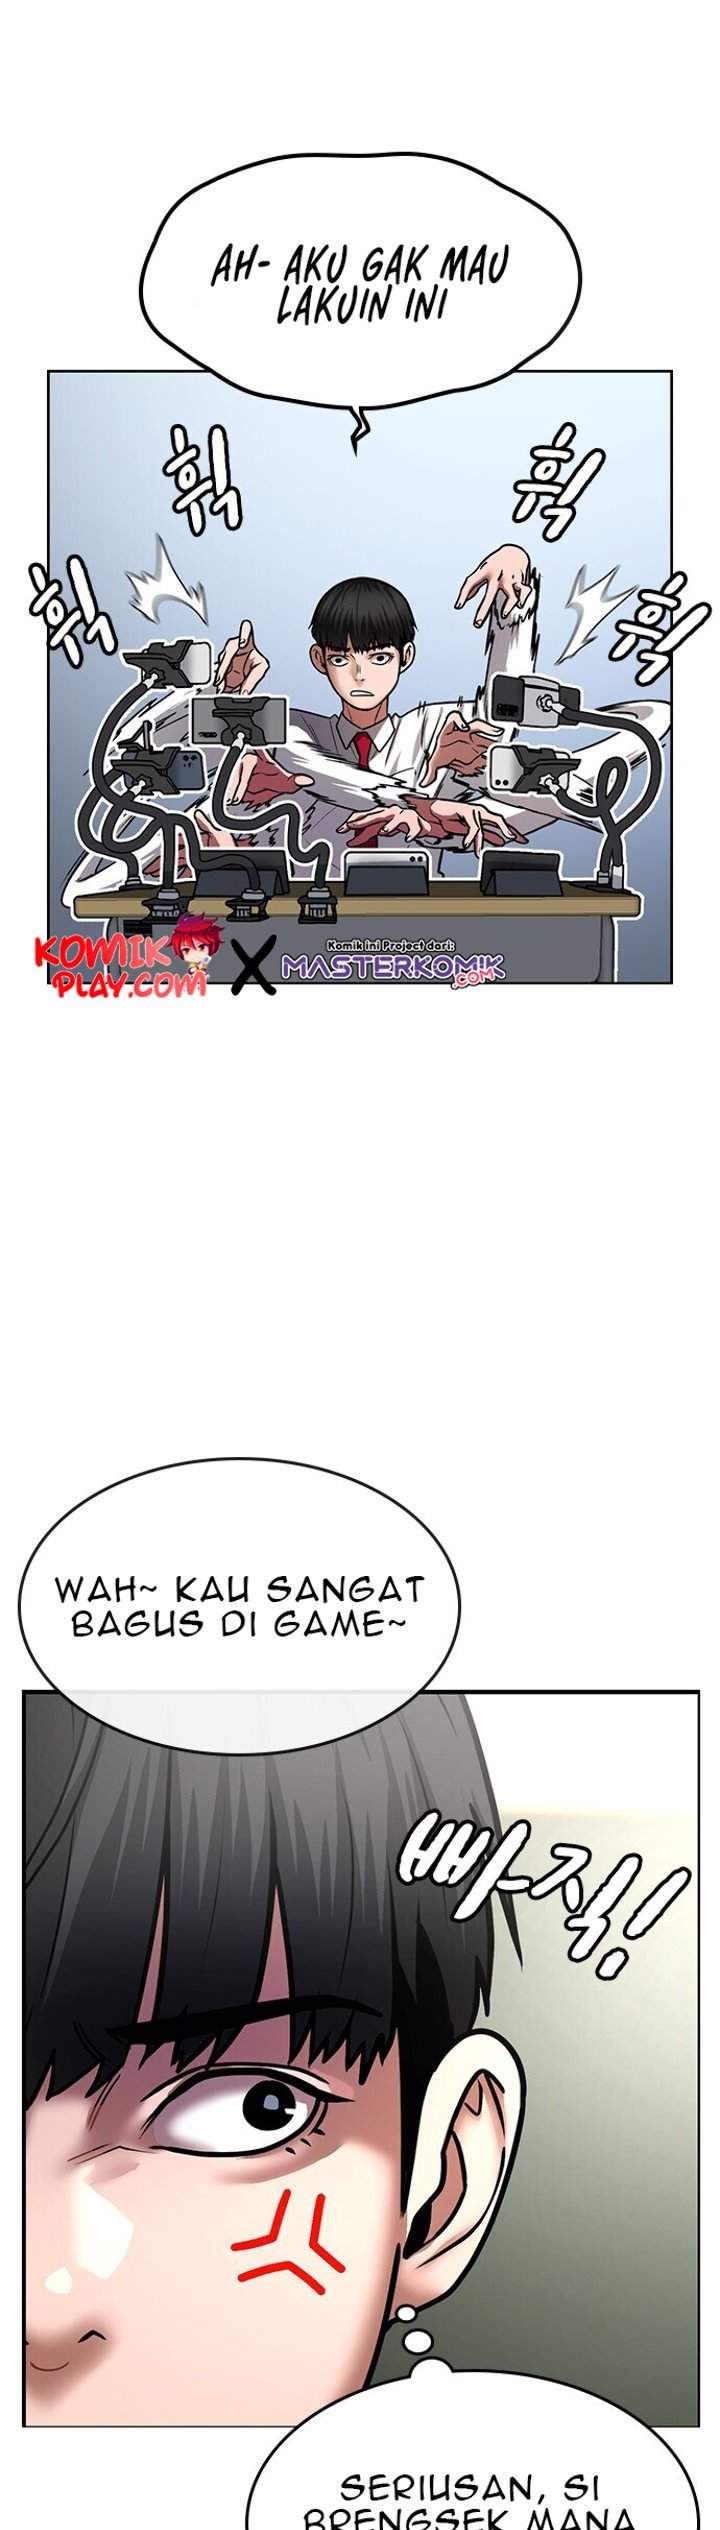 AH- AKU GAK MAU
LAKUIN INI
휙
휙
휙
휙
KOMIK
PLAY.COM
X
Komik ini Project dari:
MASTERKOMIK
.COM
WAH~ KAU SANGAT
BAGUS DI GAME~
빠직!
SERIUSAN, SI
BRENGSEK MANA